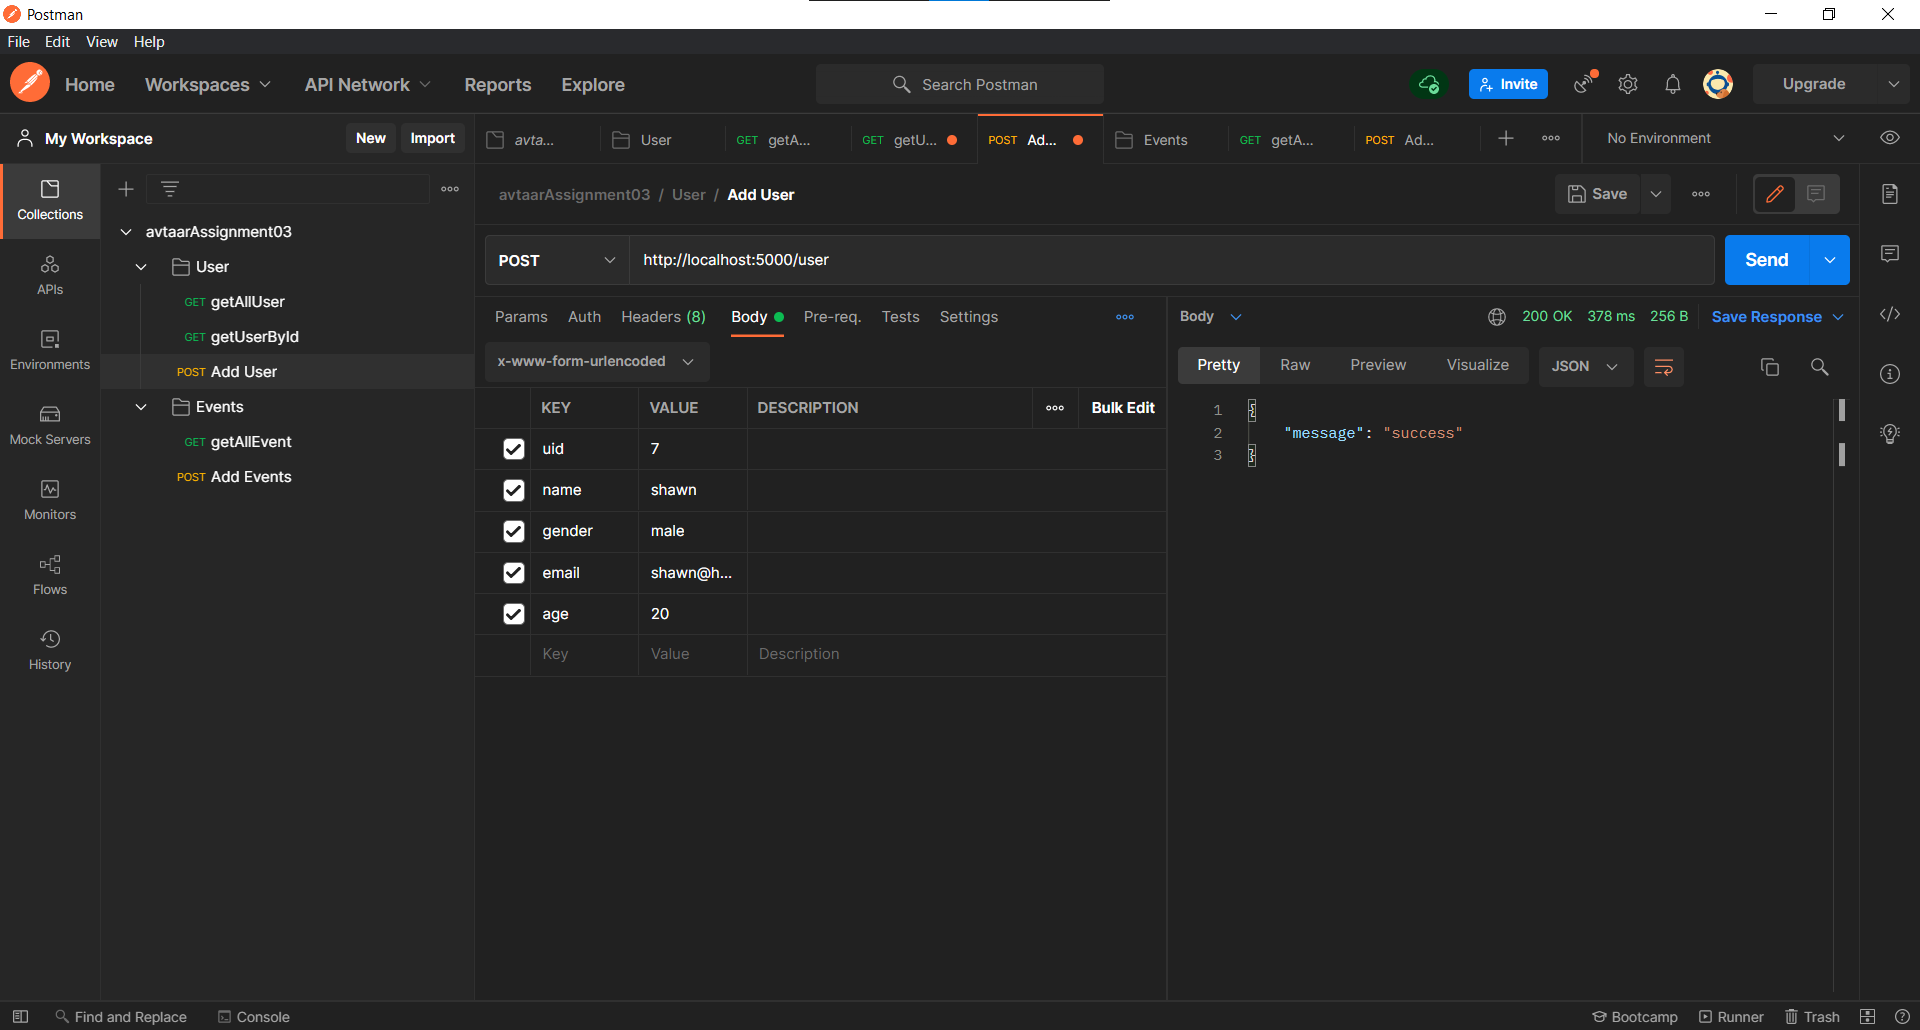 Postman
File Edit View Help
Home Workspaces API Network Reports Explore Search Postman Invite Upgrade
My Workspace New Import avta... User GET getA... GET getU... POST Ad... Events GET getA... POST Ad... No Environment
Collections
APIs
Environments
Mock Servers
Monitors
Flows
History
avtaarAssignment03
User
GET getAllUser
GET getUserById
POST Add User
Events
GET getAllEvent
POST Add Events
avtaarAssignment03 / User / Add User Save
POST http://localhost:5000/user Send
Params Auth Headers (8) Body Pre-req. Tests Settings
x-www-form-urlencoded
KEY VALUE DESCRIPTION Bulk Edit
uid 7
name shawn
gender male
email shawn@h...
age 20
Key Value Description
Body 200 OK 378 ms 256 B Save Response
Pretty Raw Preview Visualize JSON
1 {
2 "message": "success"
3 }
Find and Replace Console Bootcamp Runner Trash